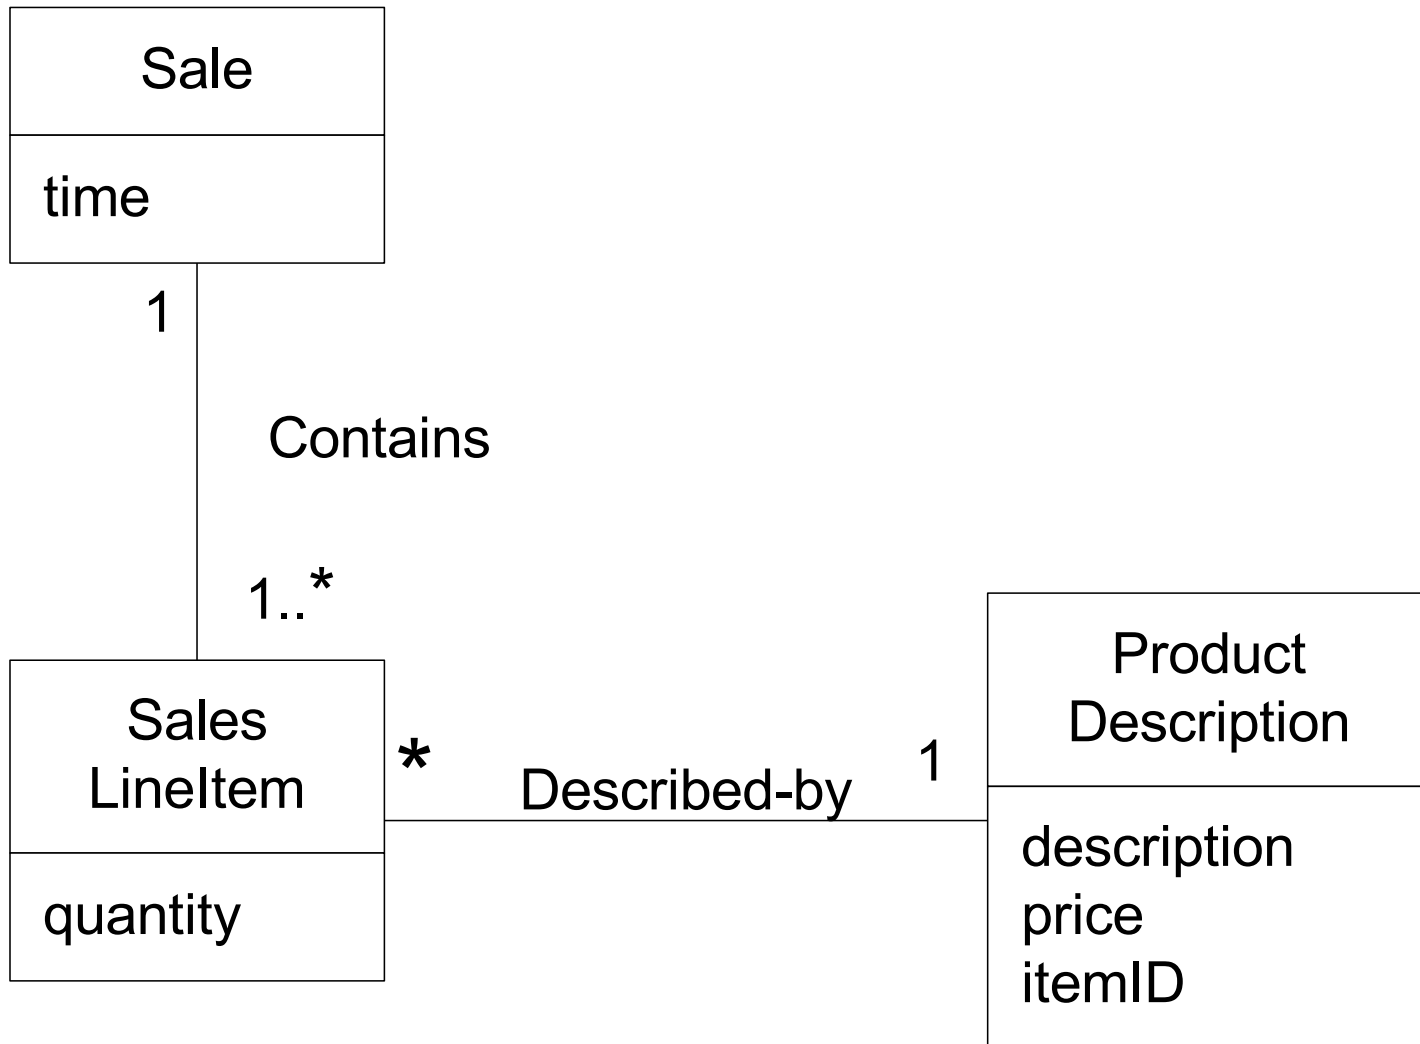 Sale
time
1
Contains
1..*
Sales
LineItem
quantity
*
Described-by
1
Product
Description
description
price
itemID